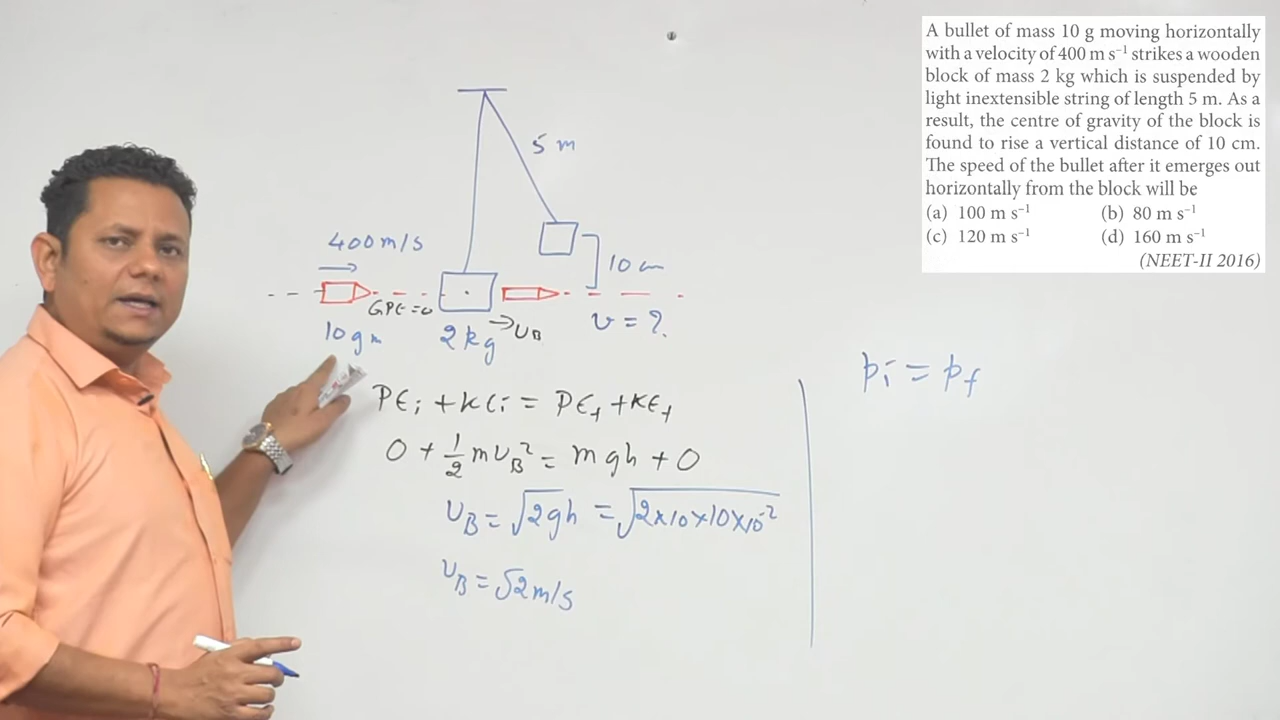 A bullet of mass 10 g moving horizontally
with a velocity of 400 m s⁻¹ strikes a wooden
block of mass 2 kg which is suspended by
light inextensible string of length 5 m. As a
result, the centre of gravity of the block is
found to rise a vertical distance of 10 cm.
The speed of the bullet after it emerges out
horizontally from the block will be
(a) 100 m s⁻¹ (b) 80 m s⁻¹
(c) 120 m s⁻¹ (d) 160 m s⁻¹
(NEET-II 2016)
5 m
400 m/s
10 cm
GPE=0
10 gm
2 kg
→ UB
v = ?
PEi + KEi = PEf + KEf
0 + 1/2 m UB² = mgh + 0
UB = √2gh = √2×10×10×10⁻²
UB = √2 m/s
pi = pf